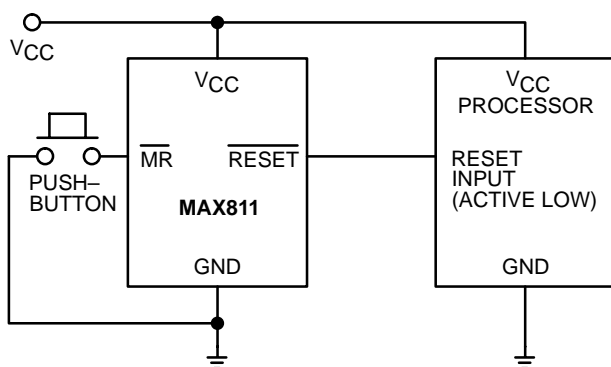 VCC
VCC
MR
RESET
PUSH–
BUTTON
MAX811
GND
VCC
PROCESSOR
RESET
INPUT
(ACTIVE LOW)
GND